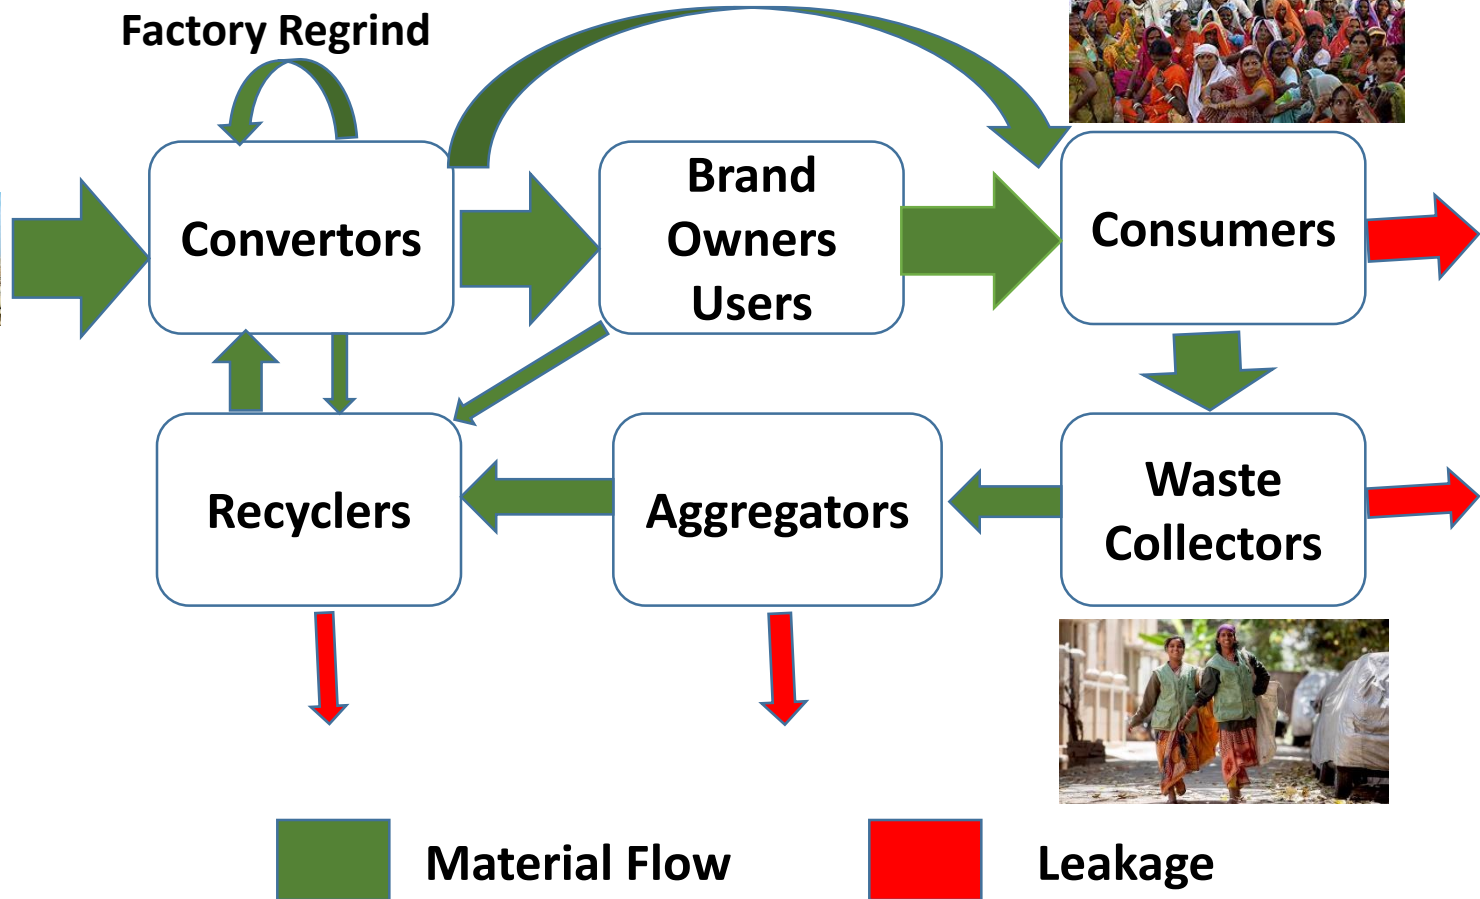 Factory Regrind
Convertors
Brand
Owners
Users
Consumers
Recyclers
Aggregators
Waste
Collectors
Material Flow
Leakage